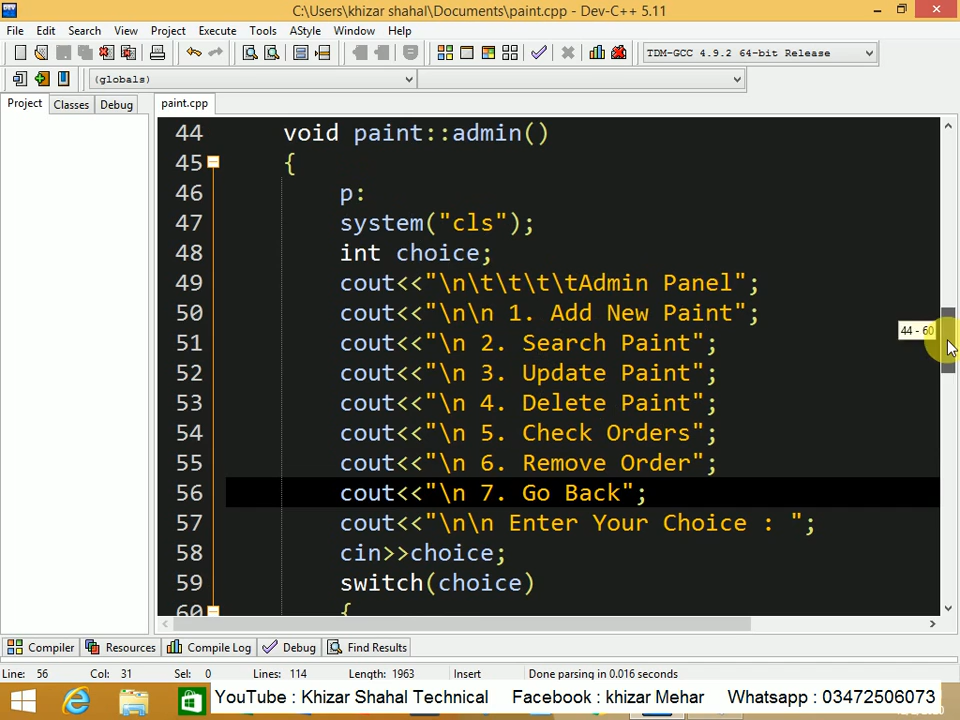 C:\Users\khizar shahal\Documents\paint.cpp - Dev-C++ 5.11
File Edit Search View Project Execute Tools AStyle Window Help
TDM-GCC 4.9.2 64-bit Release
(globals)
Project Classes Debug paint.cpp
44 void paint::admin()
45 {
46 p:
47 system("cls");
48 int choice;
49 cout<<"\n\t\t\t\tAdmin Panel";
50 cout<<"\n\n 1. Add New Paint";
51 cout<<"\n 2. Search Paint";
44 - 60
52 cout<<"\n 3. Update Paint";
53 cout<<"\n 4. Delete Paint";
54 cout<<"\n 5. Check Orders";
55 cout<<"\n 6. Remove Order";
56 cout<<"\n 7. Go Back";
57 cout<<"\n\n Enter Your Choice : ";
58 cin>>choice;
59 switch(choice)
60 {
Compiler Resources Compile Log Debug Find Results
Line: 56 Col: 31 Sel: 0 Lines: 114 Length: 1963 Insert Done parsing in 0.016 seconds
YouTube : Khizar Shahal Technical Facebook : khizar Mehar Whatsapp : 03472506073